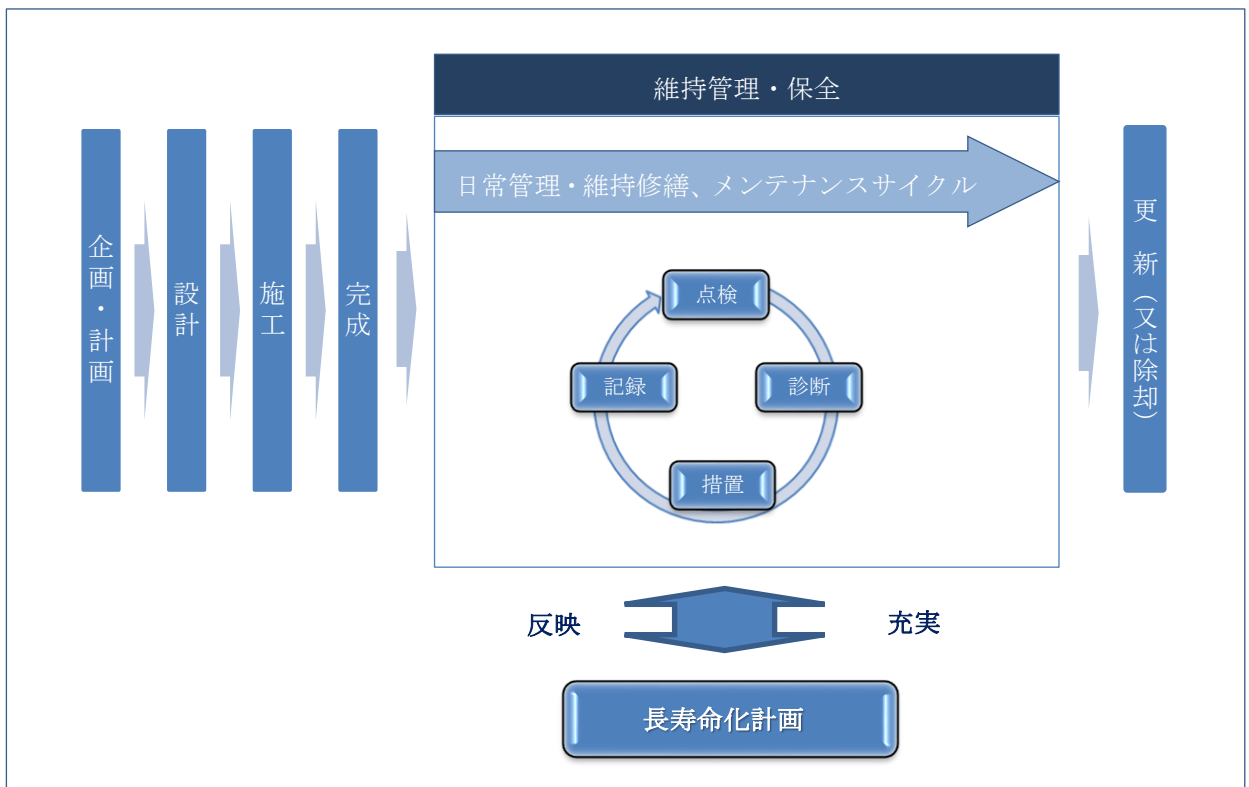 維持管理・保全
日常管理・維持修繕、メンテナンスサイクル
企画・計画
設計
施工
完成
点検
診断
措置
記録
更 新（又は除却）
反映
充実
長寿命化計画